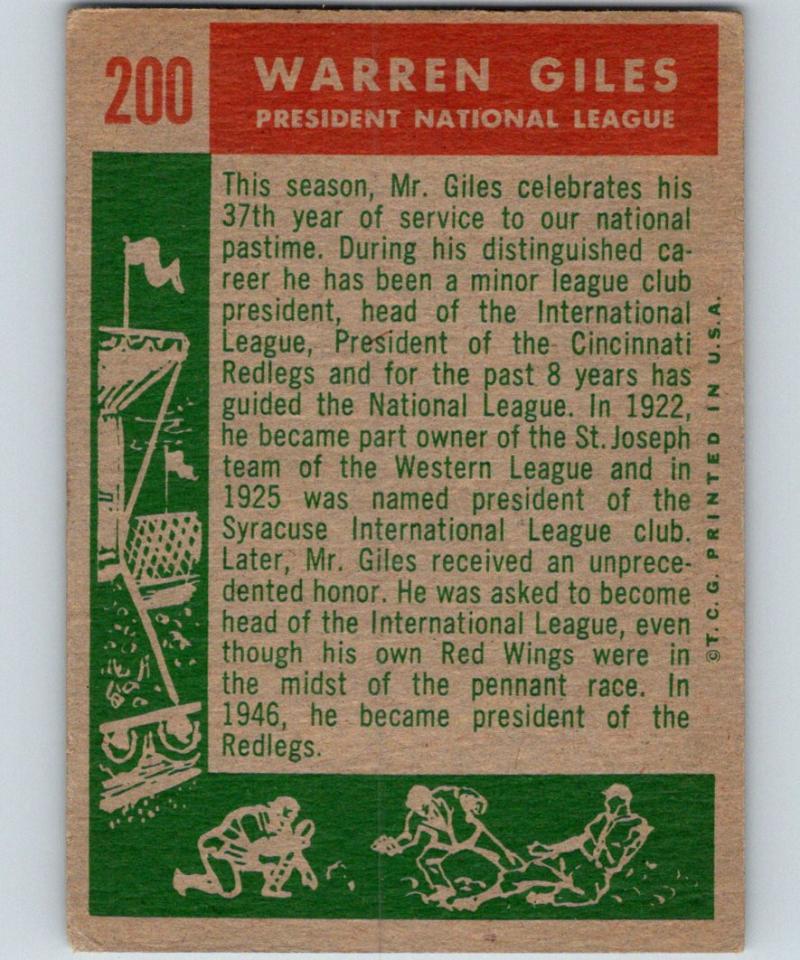 200
WARREN GILES
PRESIDENT NATIONAL LEAGUE
This season, Mr. Giles celebrates his
37th year of service to our national
pastime. During his distinguished ca-
reer he has been a minor league club
president, head of the International
League, President of the Cincinnati
Redlegs and for the past 8 years has
guided the National League. In 1922,
he became part owner of the St. Joseph
team of the Western League and in
1925 was named president of the
Syracuse International League club.
Later, Mr. Giles received an unprece-
dented honor. He was asked to become
head of the International League, even
though his own Red Wings were in
the midst of the pennant race. In
1946, he became president of the
Redlegs.
©T.C.G. PRINTED IN U.S.A.